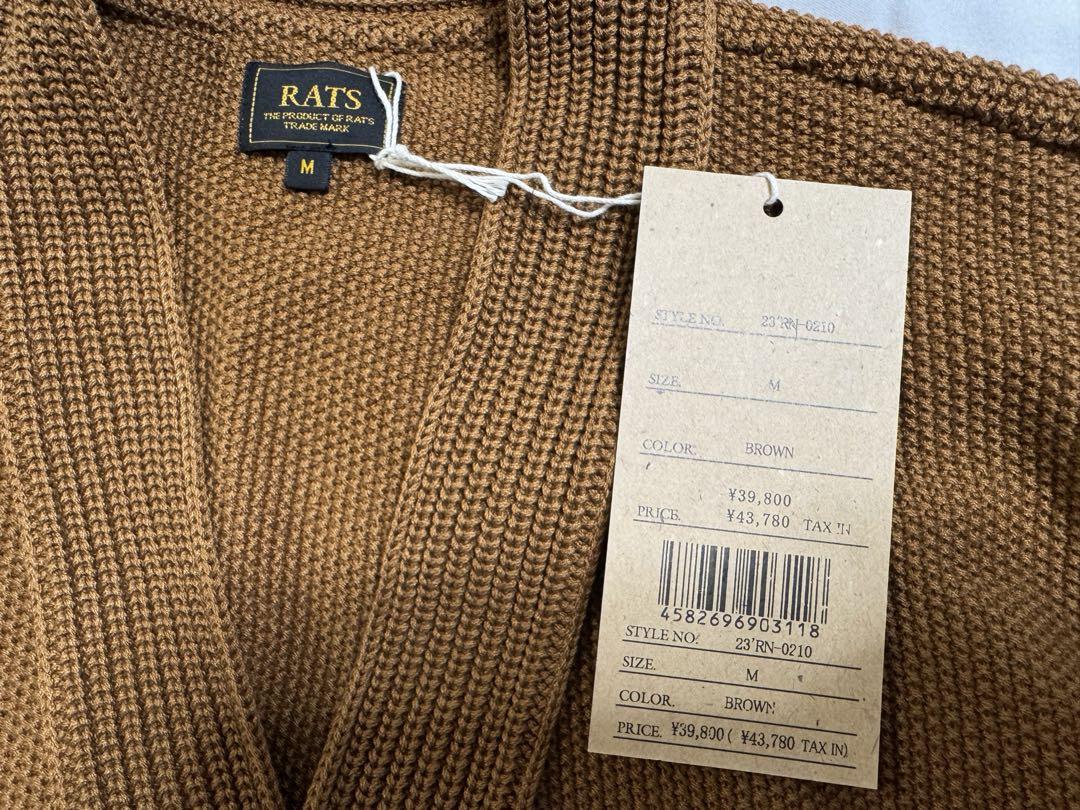 RATS
THE PRODUCT OF RATS
TRADE MARK
M
STYLE NO. 23'RN-0210
SIZE. M
COLOR. BROWN
¥39,800
PRICE. ¥43,780 TAX IN
4582696903118
STYLE NO. 23'RN-0210
SIZE. M
COLOR. BROWN
PRICE. ¥39,800 ( ¥43,780 TAX IN)